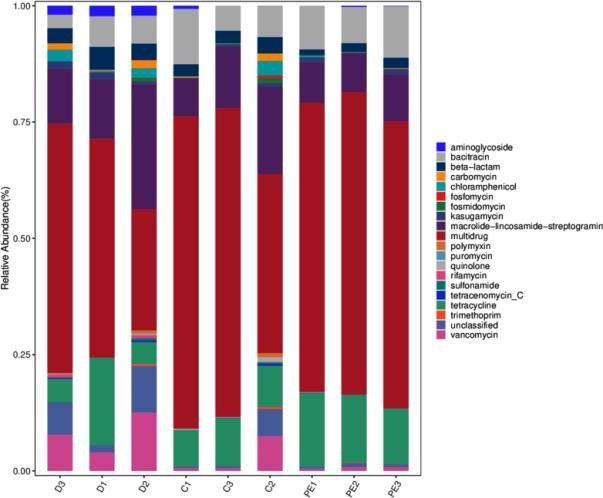 1.00
0.75
0.50
0.25
0.00
Relative Abundance(%)
D3
D1
D2
C1
C3
C2
PE1
PE2
PE3
aminoglycoside
bacitracin
beta−lactam
carbomycin
chloramphenicol
fosfomycin
fosmidomycin
kasugamycin
macrolide−lincosamide−streptogramin
multidrug
polymyxin
puromycin
quinolone
rifamycin
sulfonamide
tetracenomycin_C
tetracycline
trimethoprim
unclassified
vancomycin